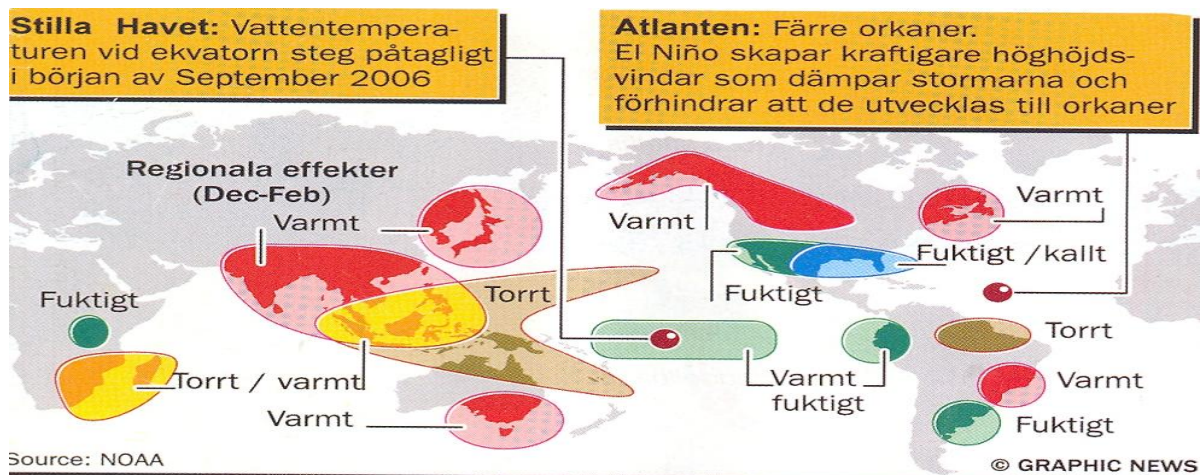 Stilla Havet: Vattentempera-
turen vid ekvatorn steg påtagligt
i början av September 2006
Atlanten: Färre orkaner.
El Niño skapar kraftigare höghöjds-
vindar som dämpar stormarna och
förhindrar att de utvecklas till orkaner
Regionala effekter
(Dec-Feb)
Varmt
Varmt
Varmt
Fuktigt /kallt
Fuktigt
Torrt
Fuktigt
Torrt
Torrt / varmt
Varmt
fuktigt
Varmt
Varmt
Fuktigt
Source: NOAA
© GRAPHIC NEWS